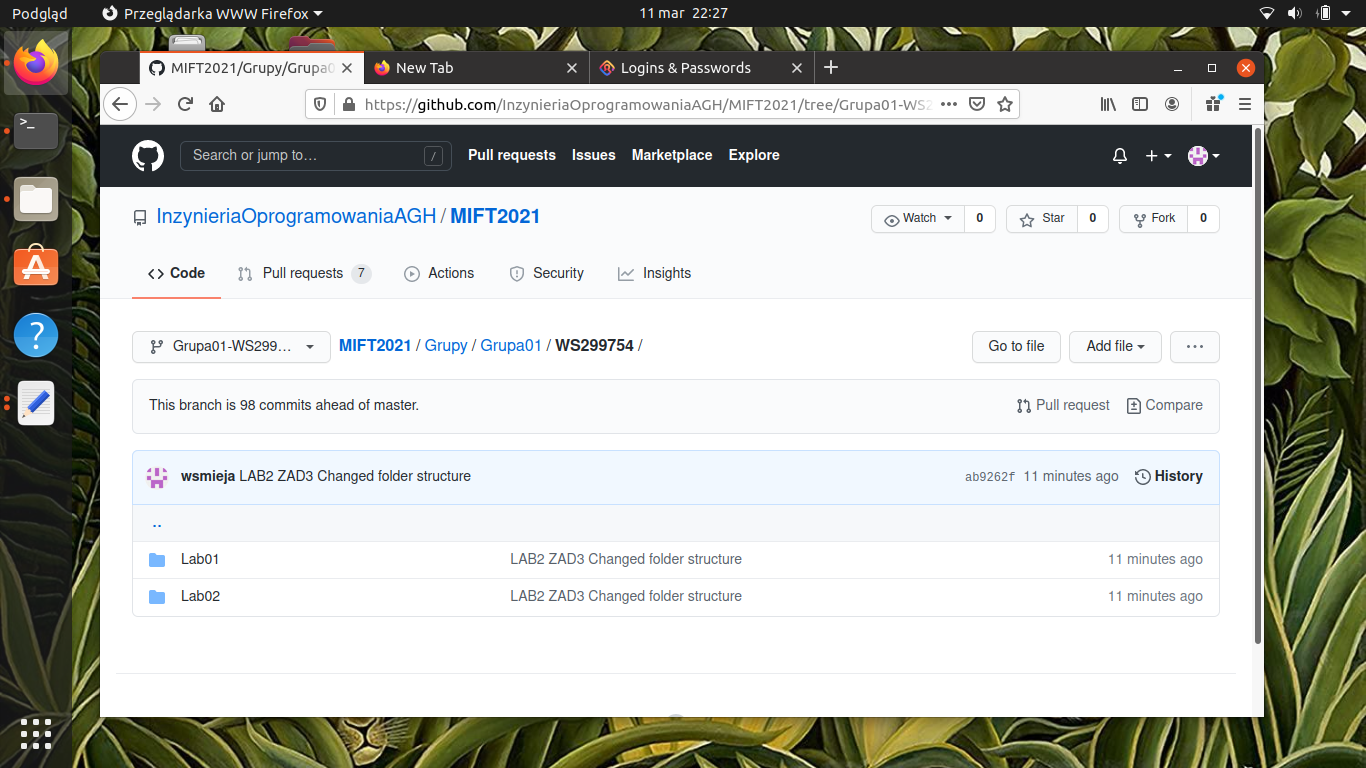 Podgląd Przeglądarka WWW Firefox 11 mar 22:27
MIFT2021/Grupy/Grupa0 New Tab Logins & Passwords
https://github.com/InzynieriaOprogramowaniaAGH/MIFT2021/tree/Grupa01-WS2
Search or jump to… / Pull requests Issues Marketplace Explore
InzynieriaOprogramowaniaAGH / MIFT2021 Watch 0 Star 0 Fork 0
Code Pull requests 7 Actions Security Insights
Grupa01-WS299… MIFT2021 / Grupy / Grupa01 / WS299754 / Go to file Add file
This branch is 98 commits ahead of master. Pull request Compare
wsmieja LAB2 ZAD3 Changed folder structure ab9262f 11 minutes ago History
..
Lab01 LAB2 ZAD3 Changed folder structure 11 minutes ago
Lab02 LAB2 ZAD3 Changed folder structure 11 minutes ago